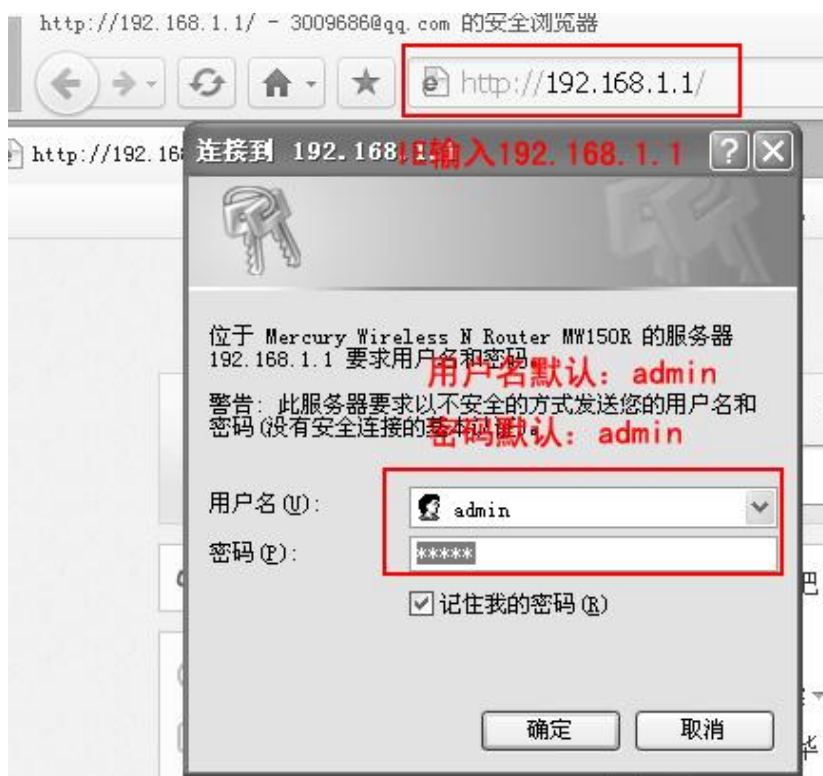 http://192.168.1.1/ - 3009686@qq.com 的安全浏览器
http://192.168.1.1/
http://192.16
连接到 192.168.1.1
IE输入192.168.1.1
位于 Mercury Wireless N Router MW150R 的服务器
192.168.1.1 要求用户名和密码。
用户名默认：admin
警告: 此服务器要求以不安全的方式发送您的用户名和
密码(没有安全连接的基本认证)。
密码默认：admin
用户名(U):
admin
密码(P):
*****
吧
记住我的密码(R)
确定
取消